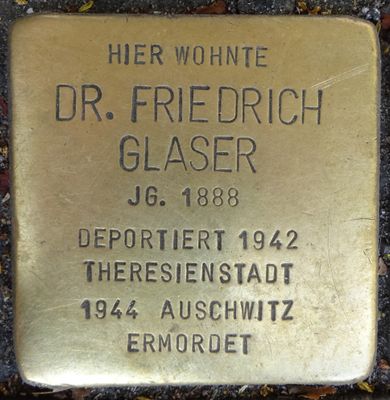 HIER WOHNTE
DR. FRIEDRICH
GLASER
JG. 1888
DEPORTIERT 1942
THERESIENSTADT
1944 AUSCHWITZ
ERMORDET